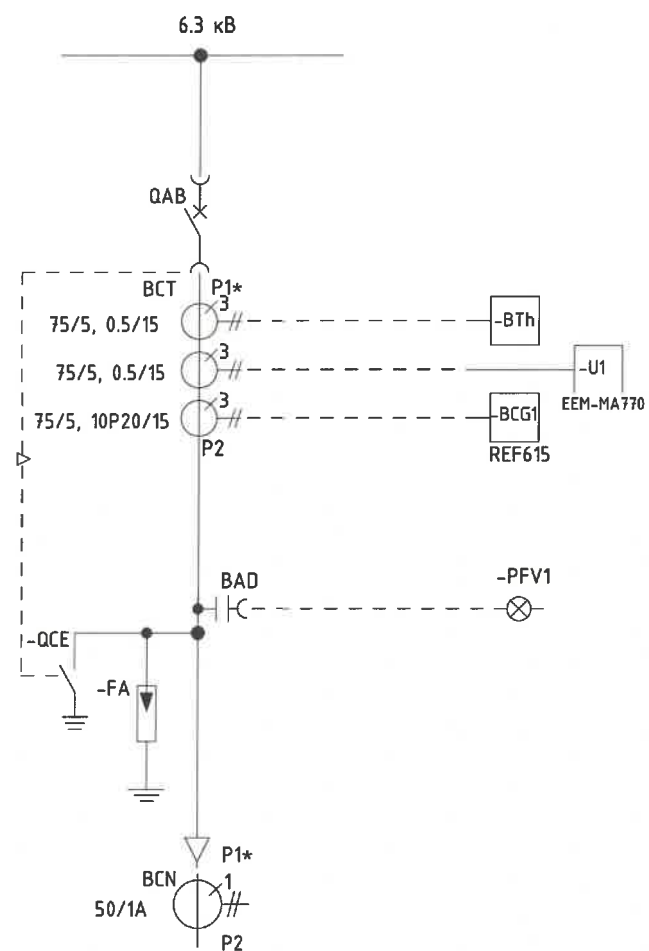 6.3 кВ
QAB
BCT P1*
3
75/5, 0.5/15
-BTh
3
75/5, 0.5/15
-U1
EEM-MA770
3
75/5, 10P20/15
-BCG1
P2
REF615
BAD
-PFV1
-QCE
-FA
P1*
BCN
1
50/1A
P2